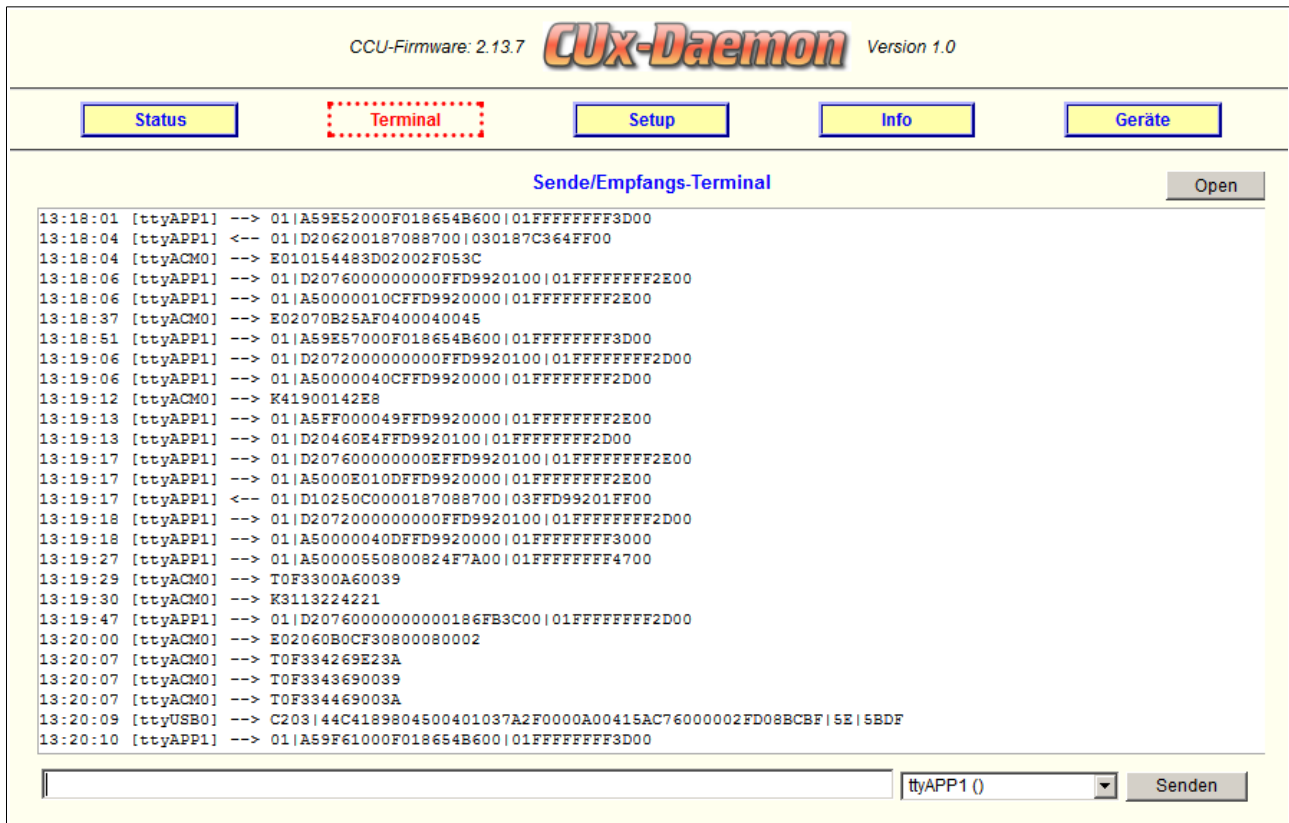 CCU-Firmware: 2.13.7 CUx-Daemon Version 1.0
Status Terminal Setup Info Geräte
Sende/Empfangs-Terminal
Open
13:18:01 [ttyAPP1] --> 01|A59E52000F018654B600|01FFFFFFFF3D00
13:18:04 [ttyAPP1] <-- 01|D206200187088700|030187C364FF00
13:18:04 [ttyACM0] --> E010154483D02002F053C
13:18:06 [ttyAPP1] --> 01|D2076000000000FFD9920100|01FFFFFFFF2E00
13:18:06 [ttyAPP1] --> 01|A50000010CFFD9920000|01FFFFFFFF2E00
13:18:37 [ttyACM0] --> E02070B25AF0400040045
13:18:51 [ttyAPP1] --> 01|A59E57000F018654B600|01FFFFFFFF3D00
13:19:06 [ttyAPP1] --> 01|D2072000000000FFD9920100|01FFFFFFFF2D00
13:19:06 [ttyAPP1] --> 01|A50000040CFFD9920000|01FFFFFFFF2D00
13:19:12 [ttyACM0] --> K41900142E8
13:19:13 [ttyAPP1] --> 01|A5FF000049FFD9920000|01FFFFFFFF2E00
13:19:13 [ttyAPP1] --> 01|D20460E4FFD9920100|01FFFFFFFF2D00
13:19:17 [ttyAPP1] --> 01|D207600000000EFFD9920100|01FFFFFFFF2E00
13:19:17 [ttyAPP1] --> 01|A5000E010DFFD9920000|01FFFFFFFF2E00
13:19:17 [ttyAPP1] <-- 01|D10250C0000187088700|03FFD99201FF00
13:19:18 [ttyAPP1] --> 01|D2072000000000FFD9920100|01FFFFFFFF2D00
13:19:18 [ttyAPP1] --> 01|A50000040DFFD9920000|01FFFFFFFF3000
13:19:27 [ttyAPP1] --> 01|A50000550800824F7A00|01FFFFFFFF4700
13:19:29 [ttyACM0] --> T0F3300A60039
13:19:30 [ttyACM0] --> K3113224221
13:19:47 [ttyAPP1] --> 01|D20760000000000186FB3C00|01FFFFFFFF2D00
13:20:00 [ttyACM0] --> E02060B0CF30800080002
13:20:07 [ttyACM0] --> T0F334269E23A
13:20:07 [ttyACM0] --> T0F3343690039
13:20:07 [ttyACM0] --> T0F334469003A
13:20:09 [ttyUSB0] --> C203|44C4189804500401037A2F0000A00415AC76000002FD08BCBF|5E|5BDF
13:20:10 [ttyAPP1] --> 01|A59F61000F018654B600|01FFFFFFFF3D00
ttyAPP1 () Senden